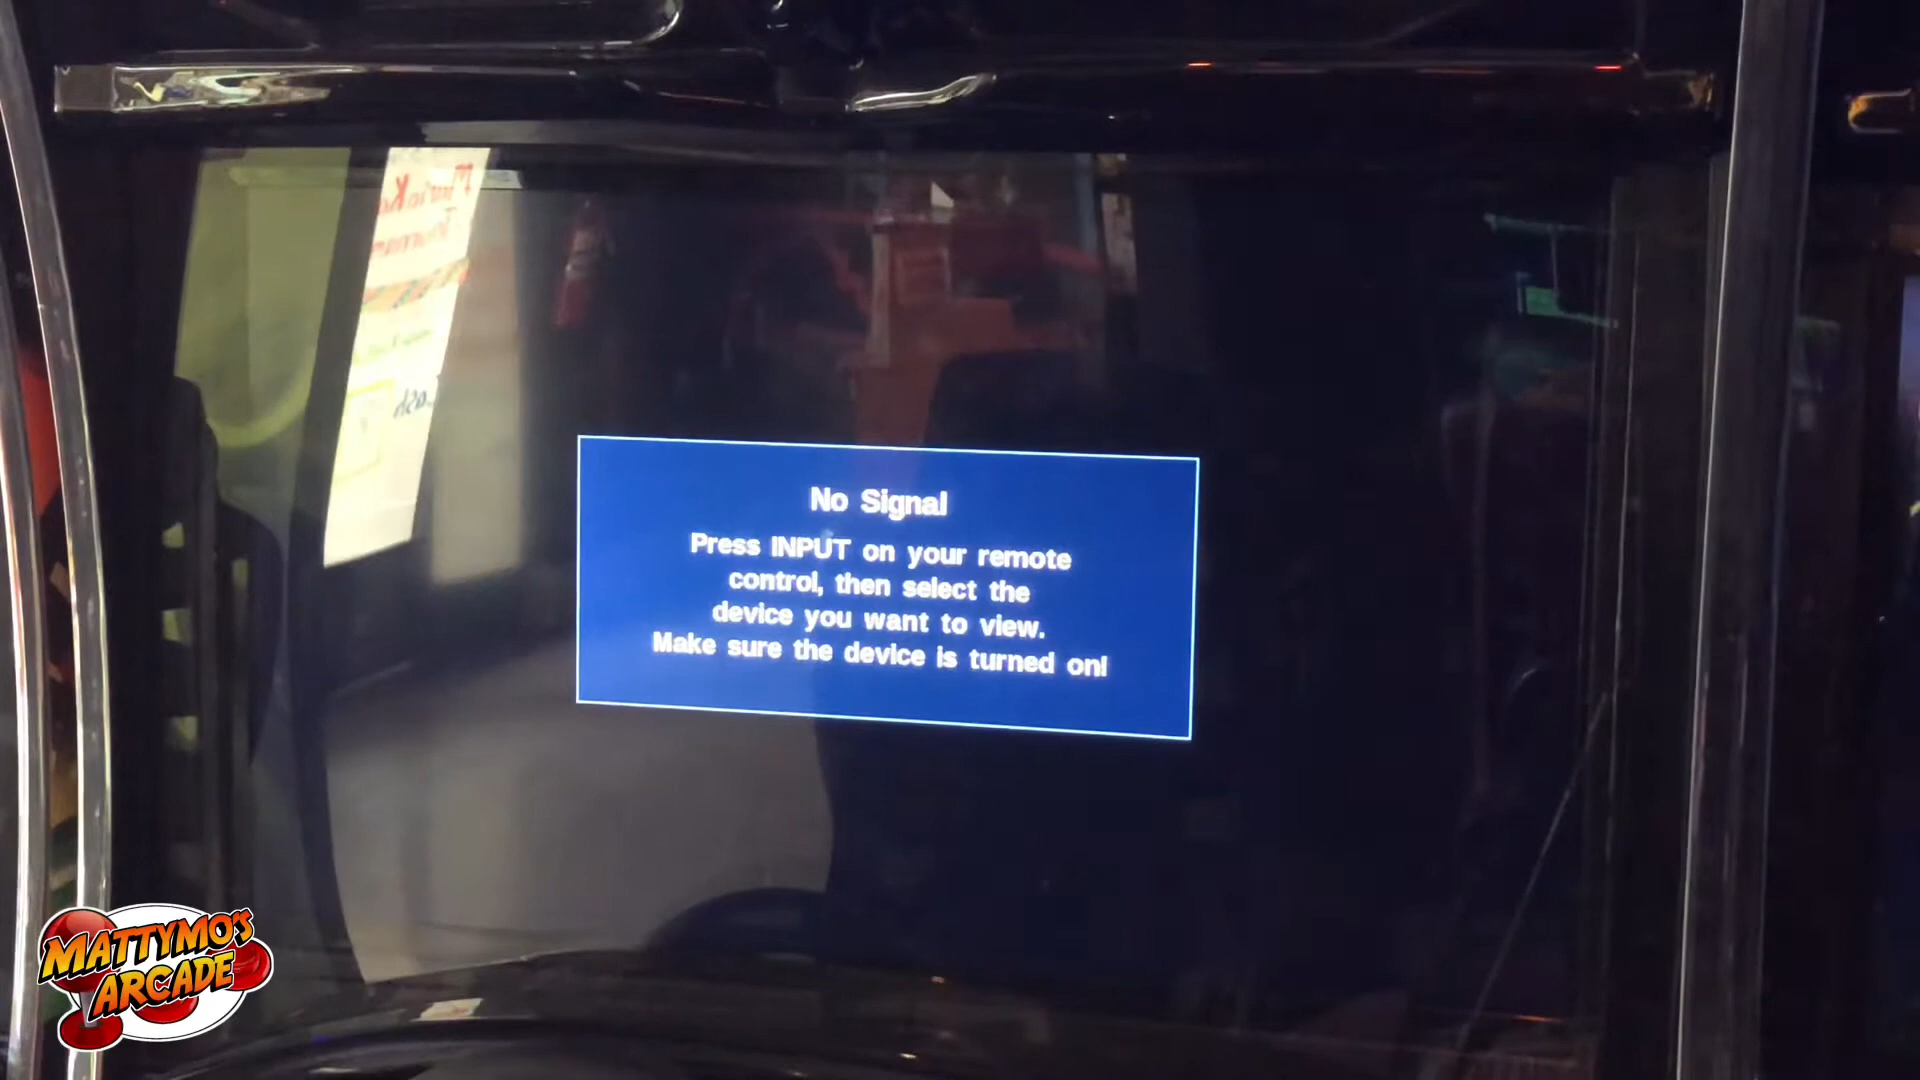 No Signal
Press INPUT on your remote
control, then select the
device you want to view.
Make sure the device is turned on!
MATTYMO'S
ARCADE